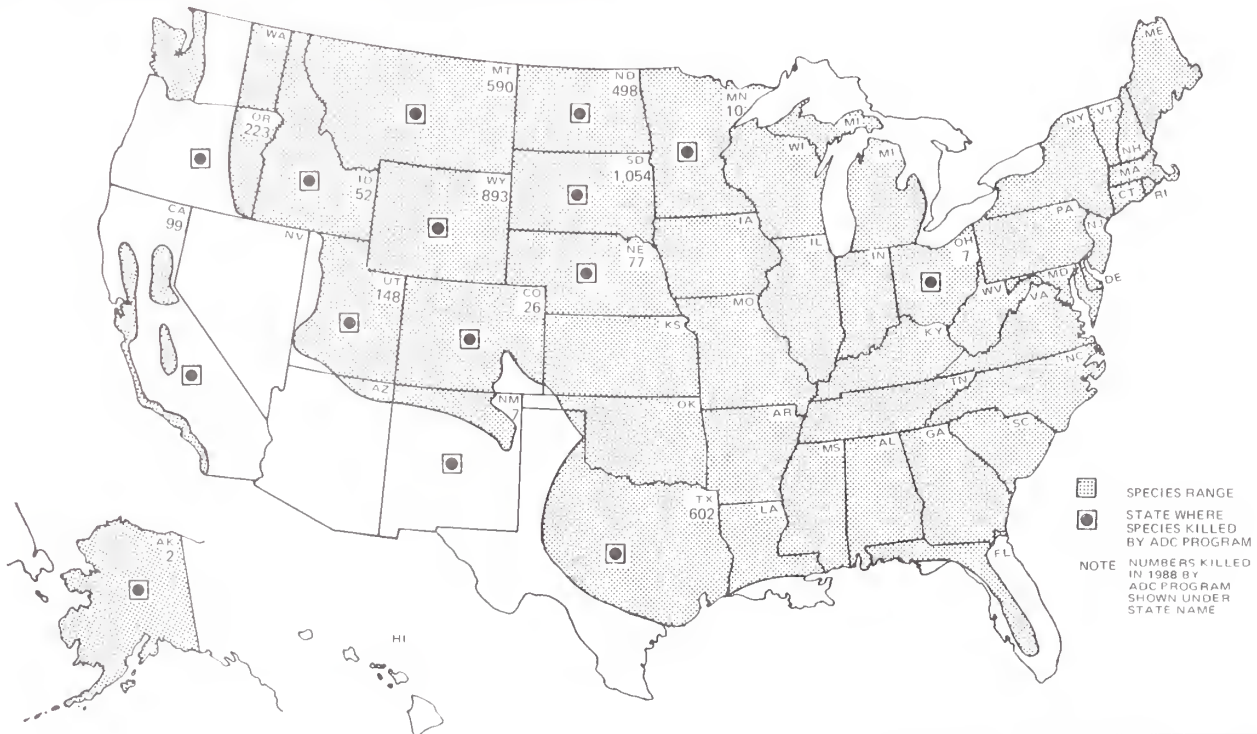 WA
MT
590
ND
498
MN
10
ME
OR
223
ID
52
WY
893
SD
1,054
WI
MI
MI
NY
VT
NH
MA
CT
RI
CA
99
NV
UT
148
CO
26
NE
77
IA
IL
IN
OH
7
PA
NJ
MD
DE
WV
VA
KS
MO
KY
AZ
NM
7
OK
AR
TN
NC
SC
TX
602
LA
MS
AL
GA
FL
AK
2
HI
SPECIES RANGE
STATE WHERE
SPECIES KILLED
BY ADC PROGRAM
NOTE NUMBERS KILLED
IN 1988 BY
ADC PROGRAM
SHOWN UNDER
STATE NAME